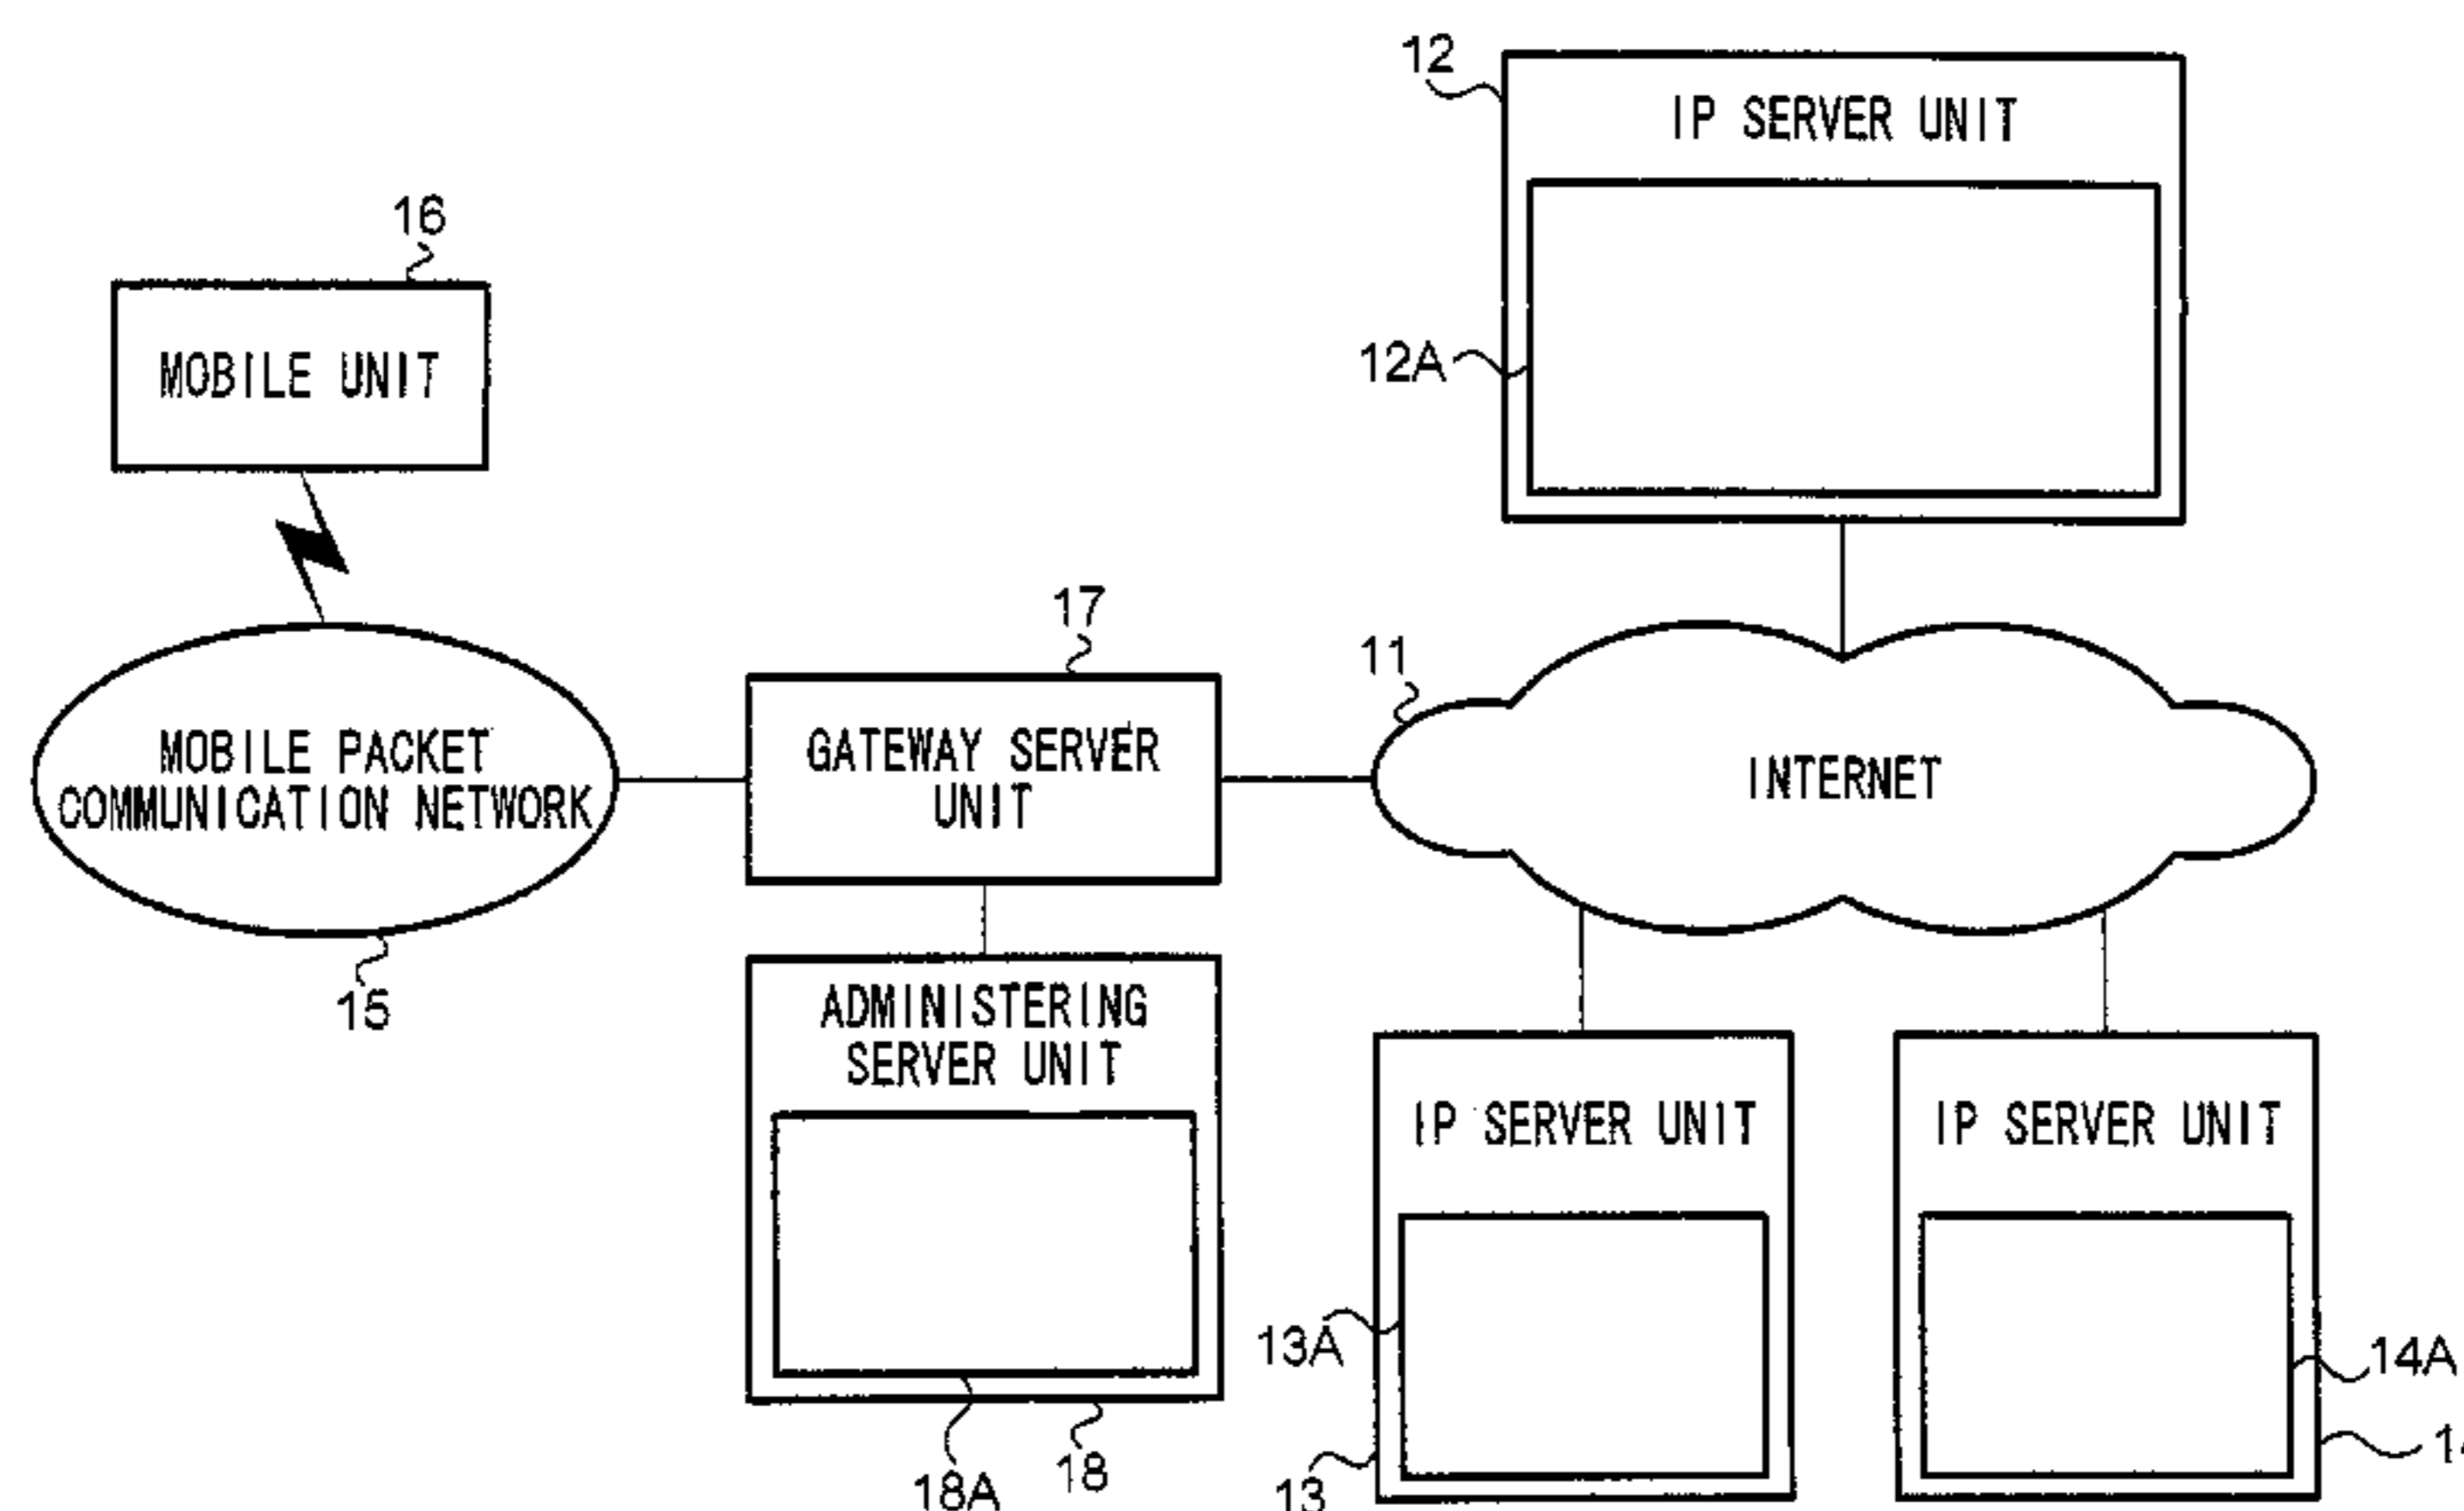 12
IP SERVER UNIT
12A
16
MOBILE UNIT
17
11
MOBILE PACKET
COMMUNICATION NETWORK
GATEWAY SERVER
UNIT
INTERNET
15
ADMINISTERING
SERVER UNIT
IP SERVER UNIT
IP SERVER UNIT
13A
14A
18A
18
13